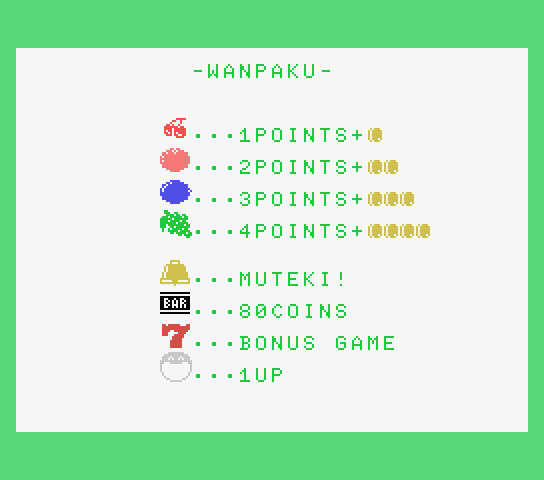 -WANPAKU-
...1POINTS+
...2POINTS+
...3POINTS+
...4POINTS+
...MUTEKI!
BAR...80COINS
7...BONUS GAME
...1UP